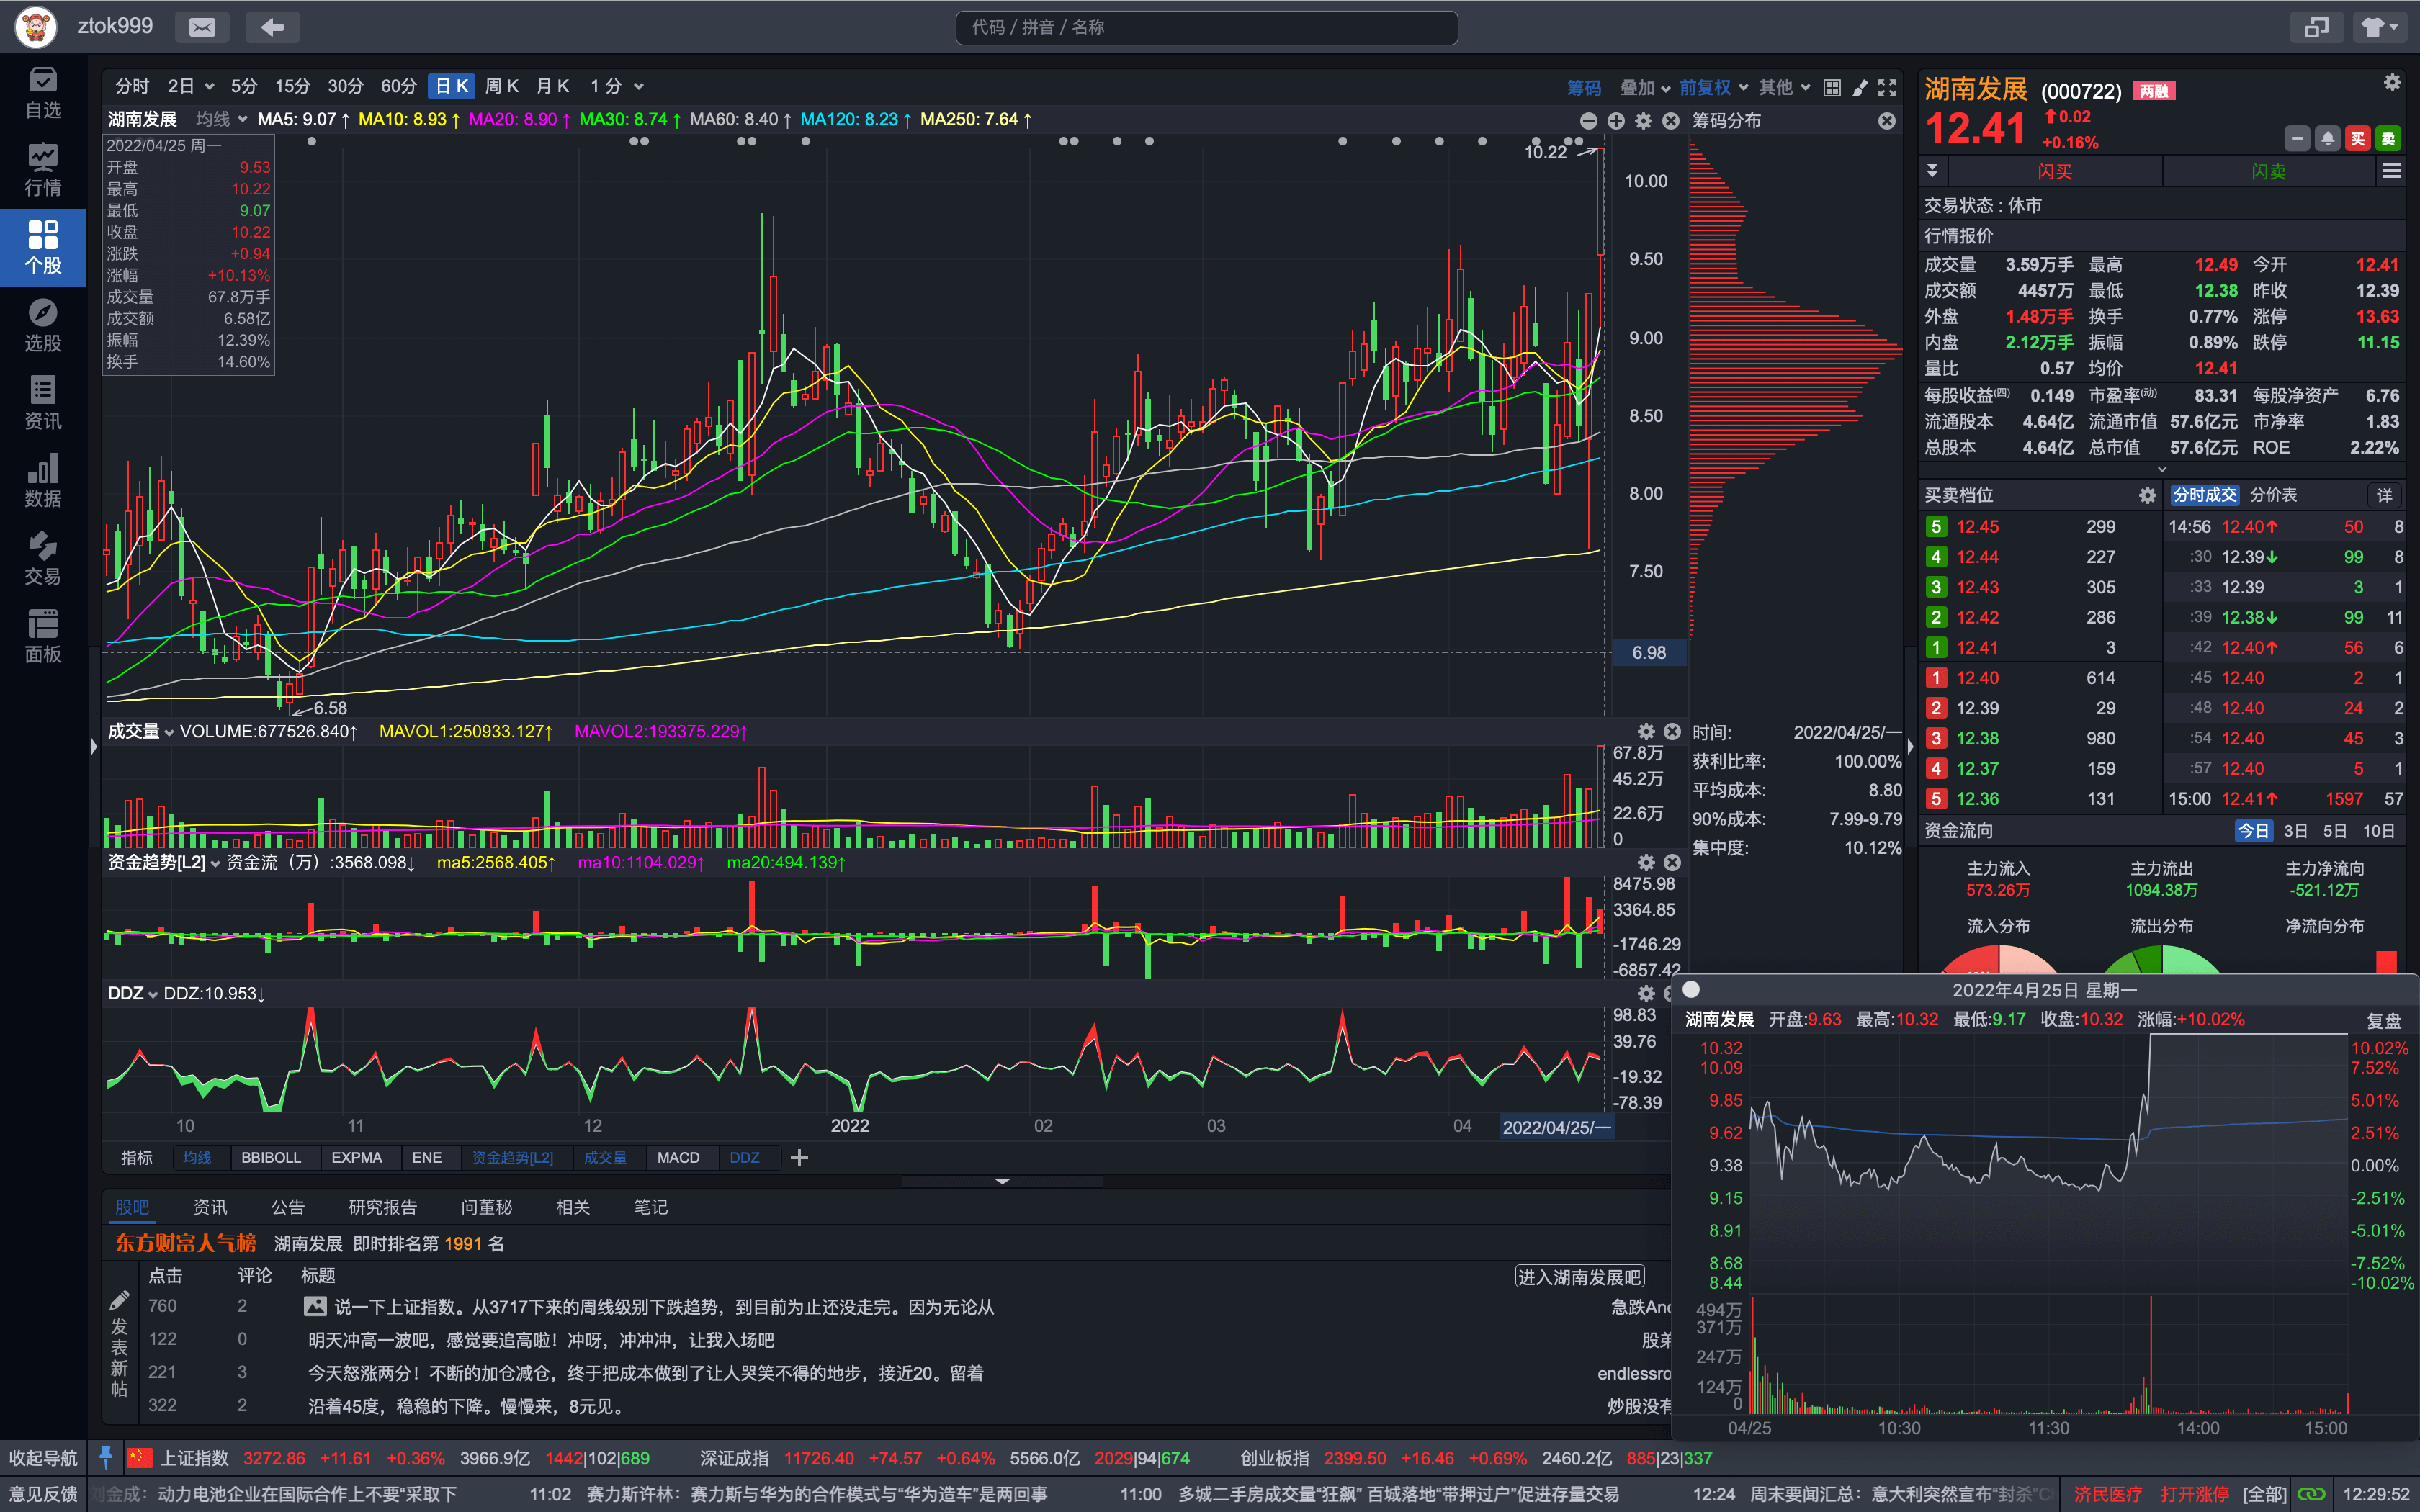 ztok999
代码 / 拼音 / 名称
自选
行情
个股
选股
资讯
数据
交易
面板
分时 2日 5分 15分 30分 60分 日K 周K 月K 1分
筹码 叠加 前复权 其他
湖南发展 均线 MA5: 9.07↑ MA10: 8.93↑ MA20: 8.90↑ MA30: 8.74↑ MA60: 8.40↑ MA120: 8.23↑ MA250: 7.64↑
筹码分布
2022/04/25 周一
开盘 9.53
最高 10.22
最低 9.07
收盘 10.22
涨跌 +0.94
涨幅 +10.13%
成交量 67.8万手
成交额 6.58亿
振幅 12.39%
换手 14.60%
10.22
6.58
10.00
9.50
9.00
8.50
8.00
7.50
6.98
成交量 VOLUME:677526.840↑ MAVOL1:250933.127↑ MAVOL2:193375.229↑
67.8万
45.2万
22.6万
0
资金趋势[L2] 资金流（万）:3568.098↓ ma5:2568.405↑ ma10:1104.029↑ ma20:494.139↑
8475.98
3364.85
-1746.29
-6857.42
DDZ DDZ:10.953↓
98.83
39.76
-19.32
-78.39
10 11 12 2022 02 03 04 2022/04/25/一
指标 均线 BBIBOLL EXPMA ENE 资金趋势[L2] 成交量 MACD DDZ
时间: 2022/04/25/一
获利比率: 100.00%
平均成本: 8.80
90%成本: 7.99-9.79
集中度: 10.12%
股吧 资讯 公告 研究报告 问董秘 相关 笔记
东方财富人气榜 湖南发展 即时排名第 1991 名
点击 评论 标题
进入湖南发展吧
发表新帖
760 2 说一下上证指数。从3717下来的周线级别下跌趋势，到目前为止还没走完。因为无论从 急跌And
122 0 明天冲高一波吧，感觉要追高啦！冲呀，冲冲冲，让我入场吧 股弟
221 3 今天怒涨两分！不断的加仓减仓，终于把成本做到了让人哭笑不得的地步，接近20。留着 endlessro
322 2 沿着45度，稳稳的下降。慢慢来，8元见。 炒股没有
湖南发展 (000722) 两融
12.41 ↑0.02
+0.16%
买 卖
闪买 闪卖
交易状态 : 休市
行情报价
成交量 3.59万手 最高 12.49 今开 12.41
成交额 4457万 最低 12.38 昨收 12.39
外盘 1.48万手 换手 0.77% 涨停 13.63
内盘 2.12万手 振幅 0.89% 跌停 11.15
量比 0.57 均价 12.41
每股收益(四) 0.149 市盈率(动) 83.31 每股净资产 6.76
流通股本 4.64亿 流通市值 57.6亿元 市净率 1.83
总股本 4.64亿 总市值 57.6亿元 ROE 2.22%
买卖档位 分时成交 分价表 详
5 12.45 299 14:56 12.40↑ 50 8
4 12.44 227 :30 12.39↓ 99 8
3 12.43 305 :33 12.39 3 1
2 12.42 286 :39 12.38↓ 99 11
1 12.41 3 :42 12.40↑ 56 6
1 12.40 614 :45 12.40 2 1
2 12.39 29 :48 12.40 24 2
3 12.38 980 :54 12.40 45 3
4 12.37 159 :57 12.40 5 1
5 12.36 131 15:00 12.41↑ 1597 57
资金流向 今日 3日 5日 10日
主力流入 主力流出 主力净流向
573.26万 1094.38万 -521.12万
流入分布 流出分布 净流向分布
2022年4月25日 星期一
湖南发展 开盘:9.63 最高:10.32 最低:9.17 收盘:10.32 涨幅:+10.02% 复盘
10.32 10.02%
10.09 7.52%
9.85 5.01%
9.62 2.51%
9.38 0.00%
9.15 -2.51%
8.91 -5.01%
8.68 -7.52%
8.44 -10.02%
494万
371万
247万
124万
0
04/25 10:30 11:30 14:00 15:00
收起导航 上证指数 3272.86 +11.61 +0.36% 3966.9亿 1442|102|689 深证成指 11726.40 +74.57 +0.64% 5566.0亿 2029|94|674 创业板指 2399.50 +16.46 +0.69% 2460.2亿 885|23|337
意见反馈 刘金成：动力电池企业在国际合作上不要“采取下 11:02 赛力斯许林：赛力斯与华为的合作模式与“华为造车”是两回事 11:00 多城二手房成交量“狂飙” 百城落地“带押过户”促进存量交易 12:24 周末要闻汇总：意大利突然宣布“封杀”C 济民医疗 打开涨停 [全部] 12:29:52